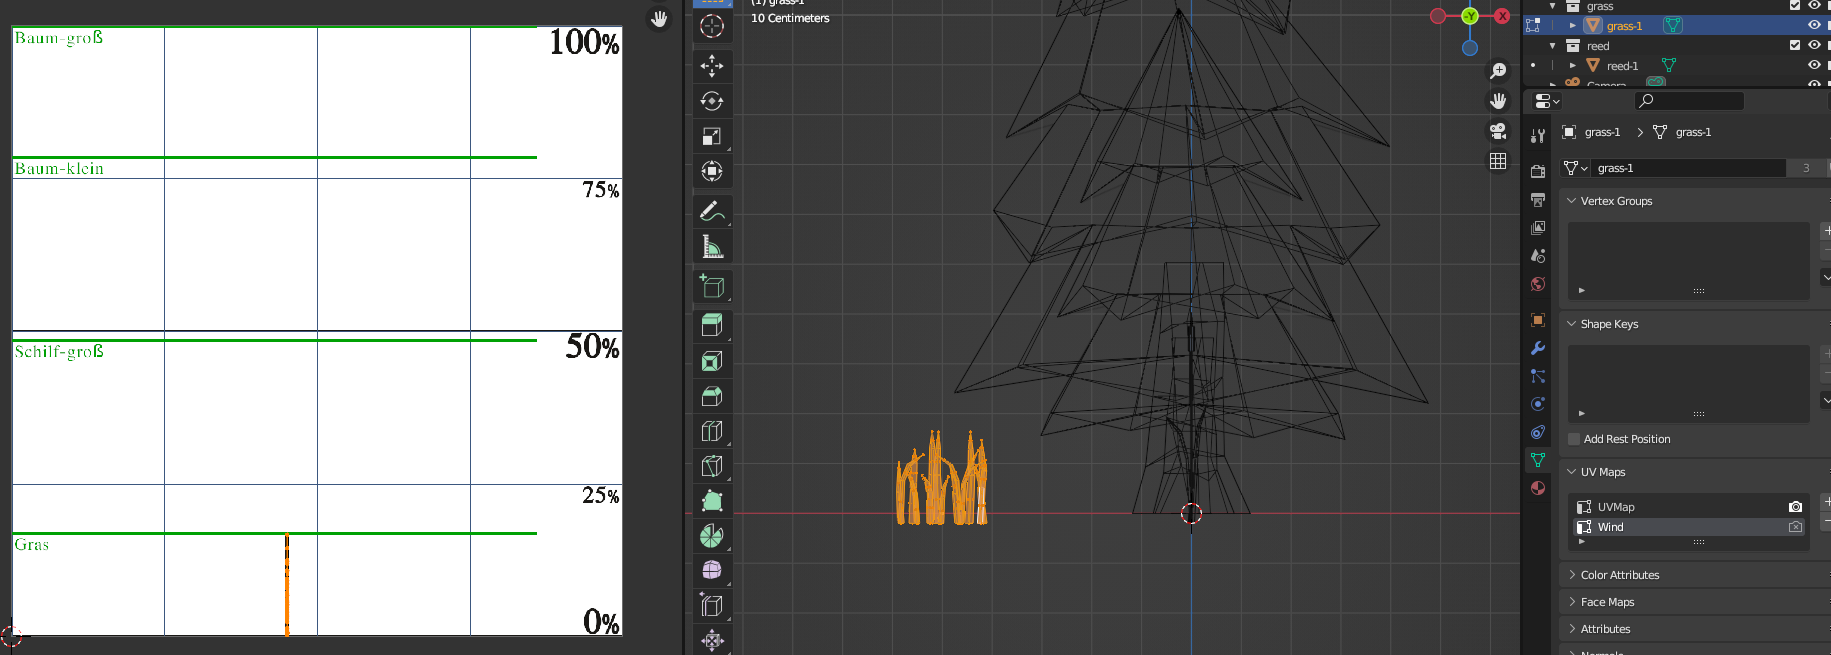 Baum-groß
100%
Baum-klein
75%
50%
Schilf-groß
25%
Gras
0%
(1) grass-1
10 Centimeters
-Y
X
grass
grass-1
reed
reed-1
Camera
grass-1 > grass-1
grass-1 3
Vertex Groups
Shape Keys
Add Rest Position
UV Maps
UVMap
Wind
Color Attributes
Face Maps
Attributes
Normals